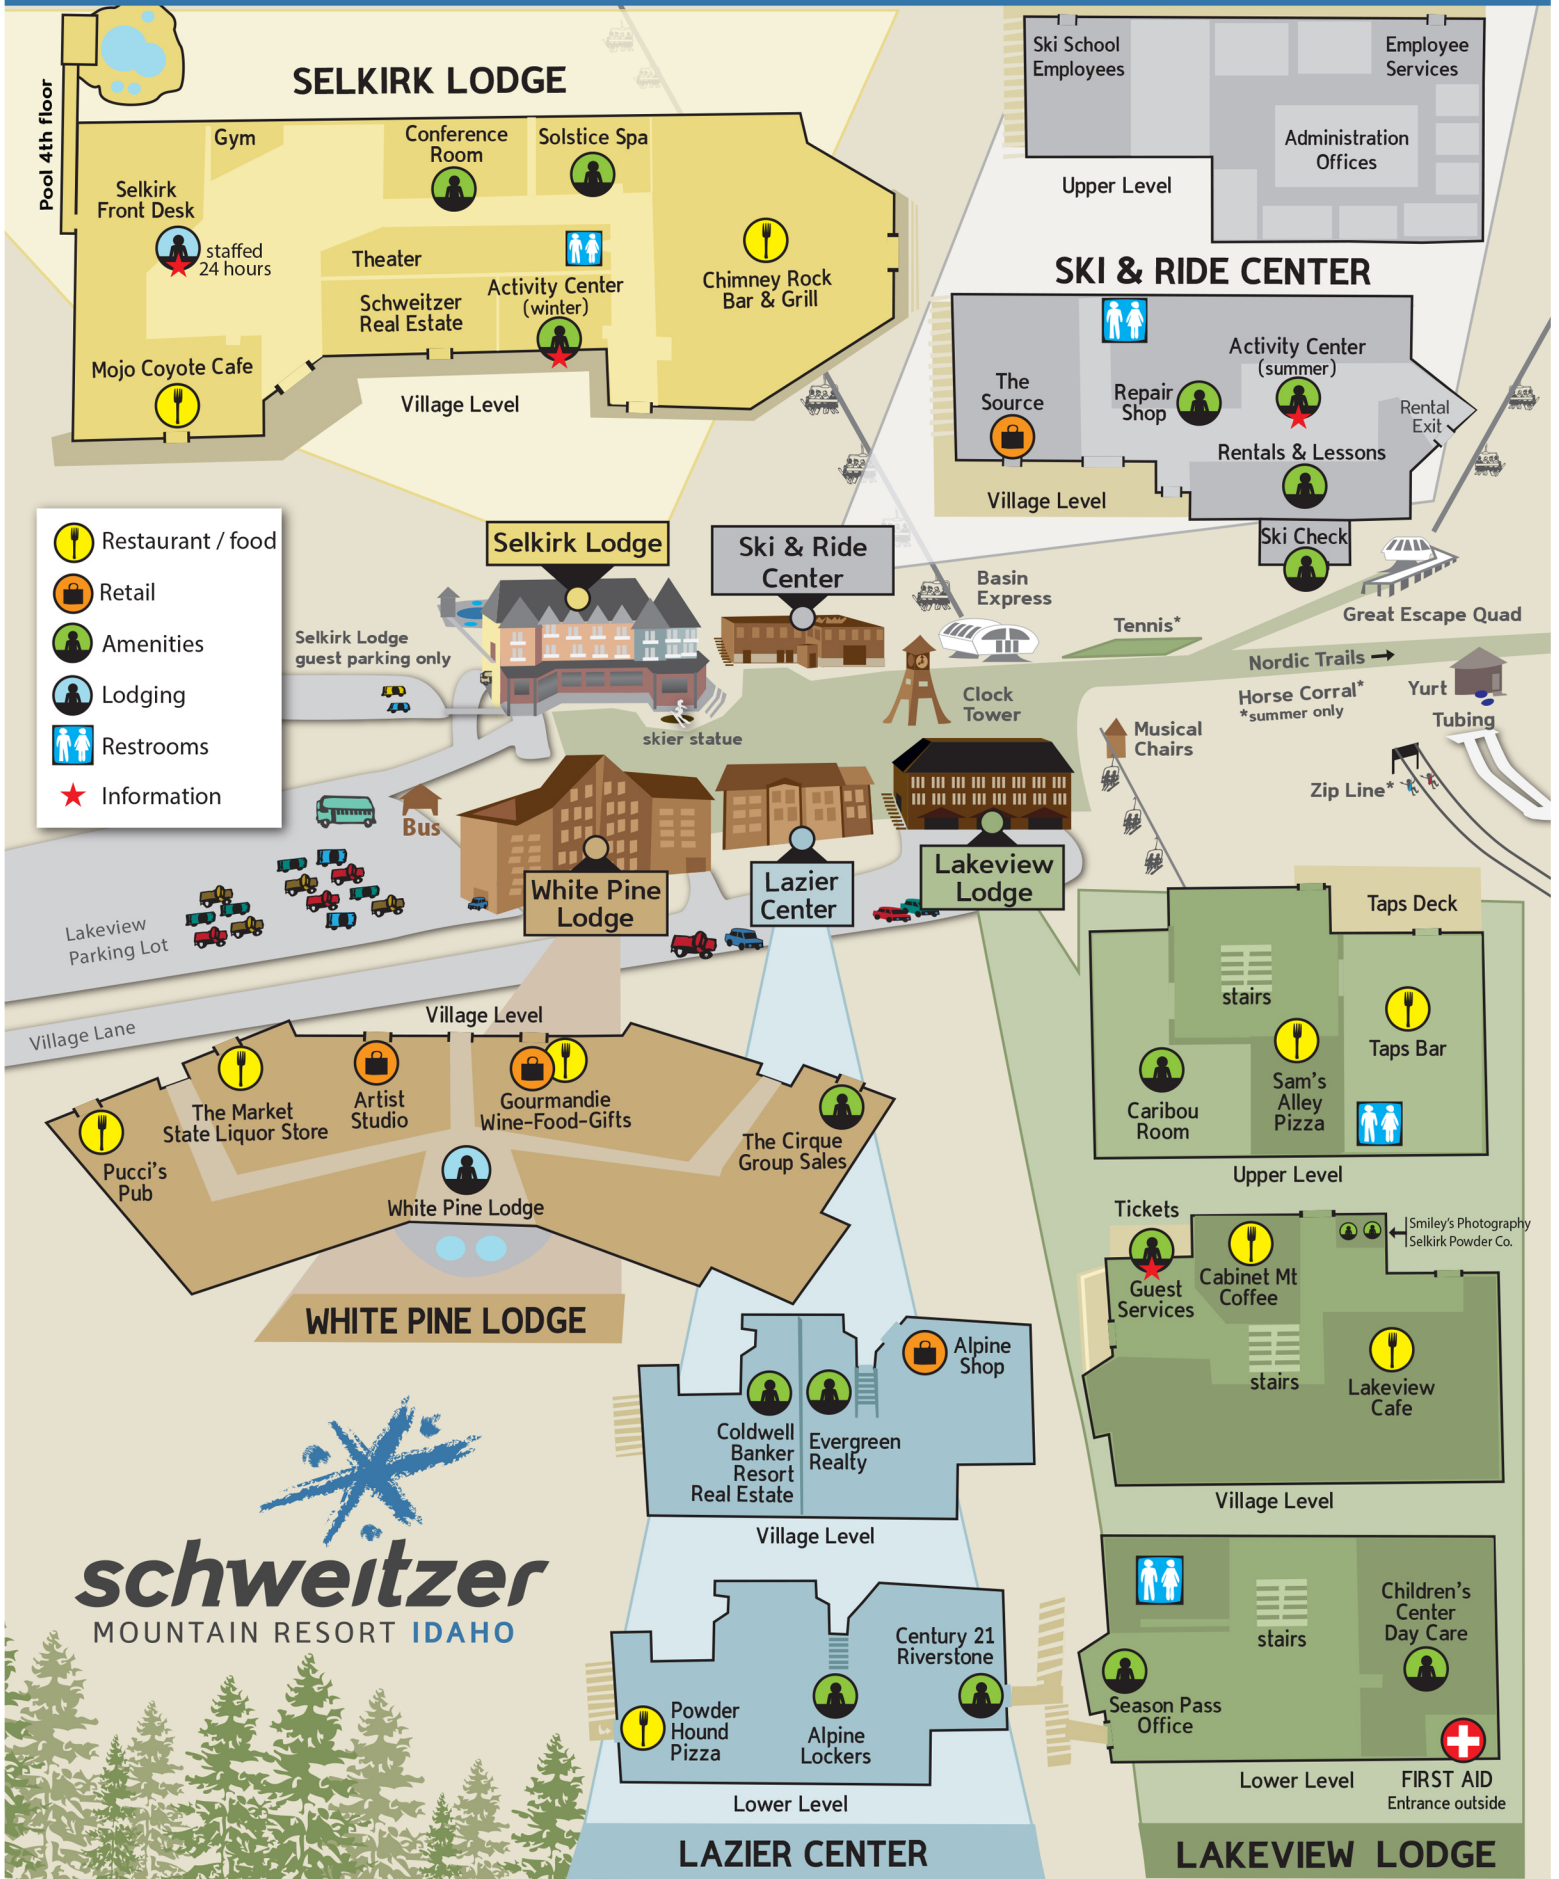 SELKIRK LODGE
Pool 4th floor
Gym
Conference
Room
Solstice Spa
Selkirk
Front Desk
staffed
24 hours
Theater
Activity Center
(winter)
Schweitzer
Real Estate
Chimney Rock
Bar & Grill
Mojo Coyote Cafe
Village Level
Ski School
Employees
Employee
Services
Administration
Offices
Upper Level
SKI & RIDE CENTER
The
Source
Repair
Shop
Activity Center
(summer)
Rental
Exit
Rentals & Lessons
Village Level
Ski Check
Restaurant / food
Retail
Amenities
Lodging
Restrooms
Information
Selkirk Lodge
Ski & Ride
Center
Basin
Express
Great Escape Quad
Tennis*
Selkirk Lodge
guest parking only
Nordic Trails
Horse Corral*
*summer only
Yurt
Tubing
Clock
Tower
Musical
Chairs
skier statue
Zip Line*
Bus
White Pine
Lodge
Lazier
Center
Lakeview
Lodge
Lakeview
Parking Lot
Village Lane
Village Level
The Market
State Liquor Store
Artist
Studio
Gourmandie
Wine-Food-Gifts
Pucci's
Pub
The Cirque
Group Sales
White Pine Lodge
WHITE PINE LODGE
Taps Deck
stairs
Taps Bar
Sam's
Alley
Pizza
Caribou
Room
Upper Level
Tickets
Smiley's Photography
Selkirk Powder Co.
Guest
Services
Cabinet Mt
Coffee
stairs
Lakeview
Cafe
Village Level
Alpine
Shop
Coldwell
Banker
Resort
Real Estate
Evergreen
Realty
Village Level
schweitzer
MOUNTAIN RESORT IDAHO
Century 21
Riverstone
Powder
Hound
Pizza
Alpine
Lockers
Lower Level
LAZIER CENTER
stairs
Children's
Center
Day Care
Season Pass
Office
Lower Level
FIRST AID
Entrance outside
LAKEVIEW LODGE